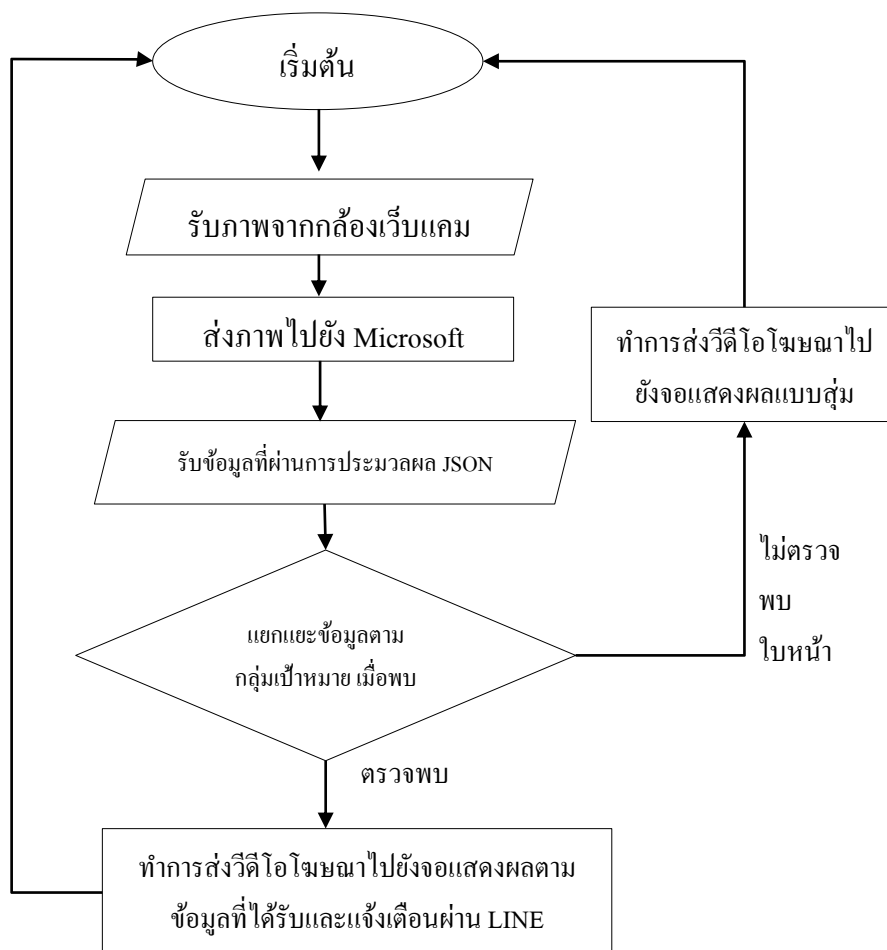 เริ่มต้น
รับภาพจากกล้องเว็บแคม
ส่งภาพไปยัง Microsoft
ทำการส่งวีดีโอโฆษณาไป
ยังจอแสดงผลแบบสุ่ม
รับข้อมูลที่ผ่านการประมวลผล JSON
ไม่ตรวจ
พบ
ใบหน้า
แยกแยะข้อมูลตาม
กลุ่มเป้าหมาย เมื่อพบ
ตรวจพบ
ทำการส่งวีดีโอโฆษณาไปยังจอแสดงผลตาม
ข้อมูลที่ได้รับและแจ้งเตือนผ่าน LINE